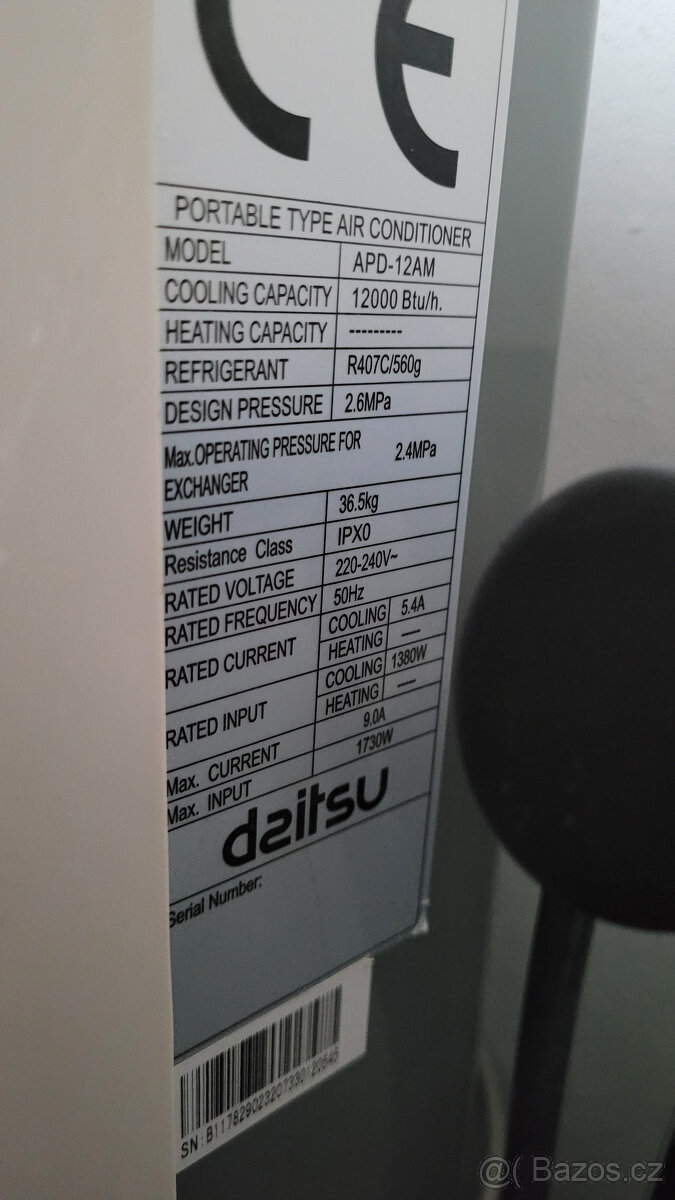 CE
PORTABLE TYPE AIR CONDITIONER
MODEL APD-12AM
COOLING CAPACITY 12000 Btu/h.
HEATING CAPACITY ---------
REFRIGERANT R407C/560g
DESIGN PRESSURE 2.6MPa
Max.OPERATING PRESSURE FOR
EXCHANGER 2.4MPa
WEIGHT 36.5kg
Resistance Class IPX0
RATED VOLTAGE 220-240V~
RATED FREQUENCY 50Hz
RATED CURRENT COOLING 5.4A
HEATING —
RATED INPUT COOLING 1380W
HEATING —
Max. CURRENT 9.0A
Max. INPUT 1730W
daitsu
Serial Number:
SN:
@( Bazos.cz